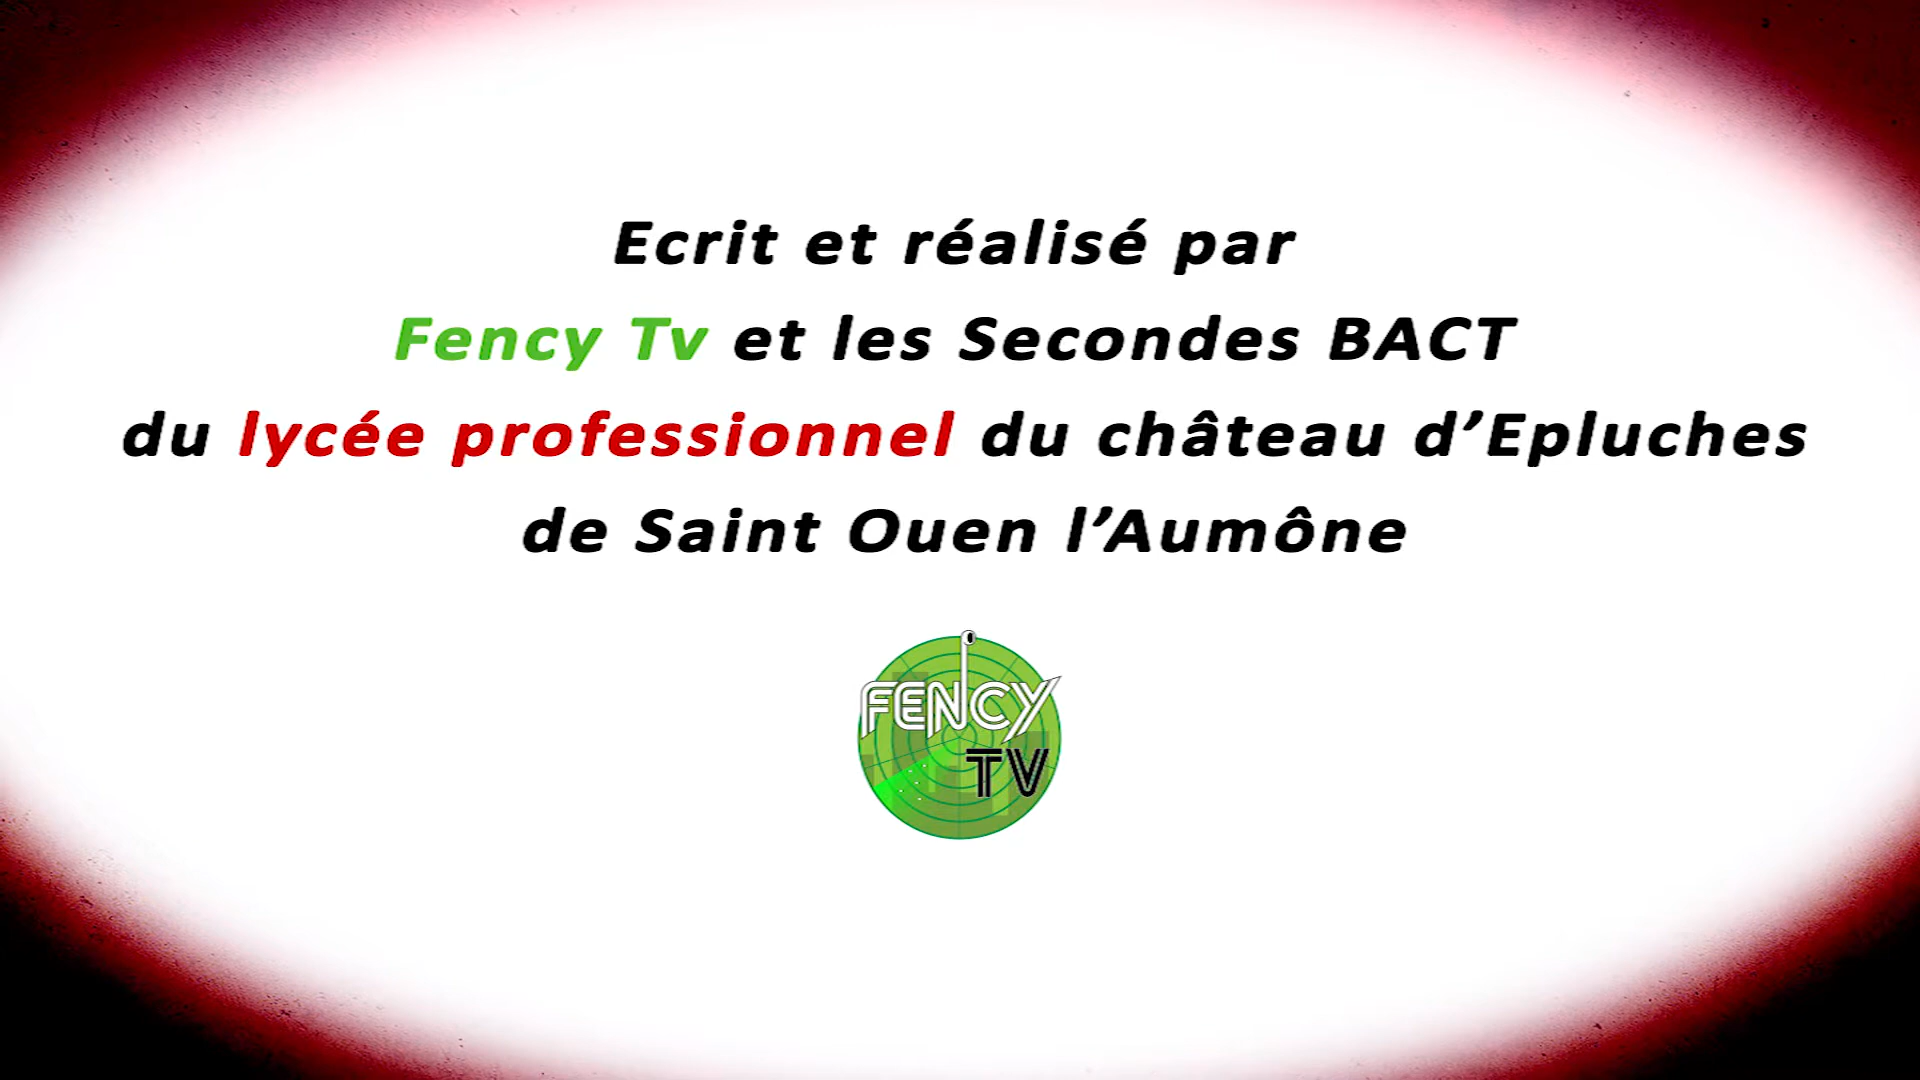 Ecrit et réalisé par
Fency Tv et les Secondes BACT
du lycée professionnel du château d’Epluches
de Saint Ouen l’Aumône
FENCY
TV